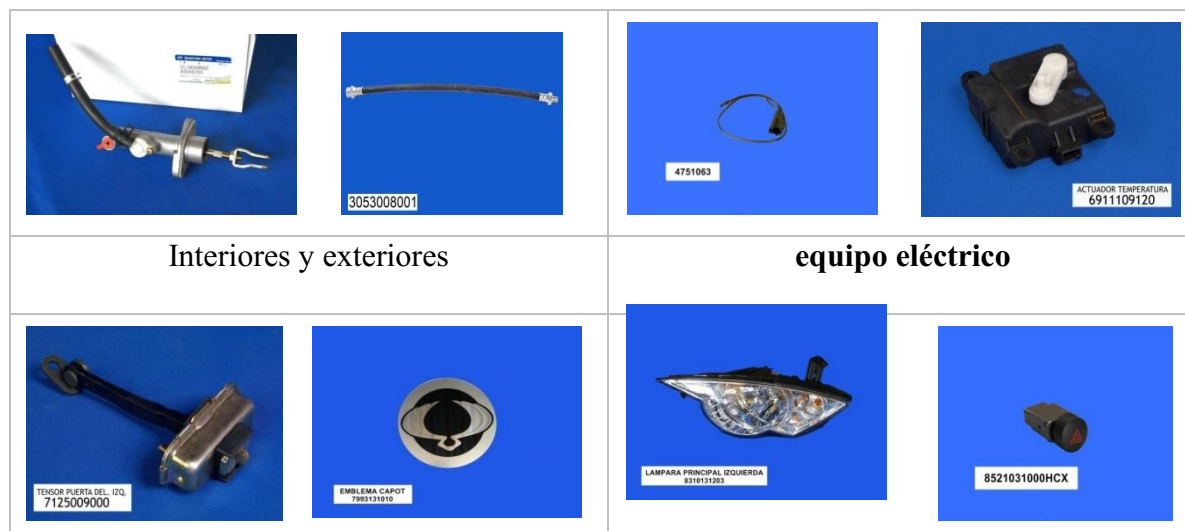 3053008001
4751063
ACTUADOR TEMPERATURA
6911109120
Interiores y exteriores
equipo eléctrico
TENSOR PUERTA DEL. IZQ.
7125009000
EMBLEMA CAPOT
7993131010
LAMPARA PRINCIPAL IZQUIERDA
8310131203
8521031000HCX